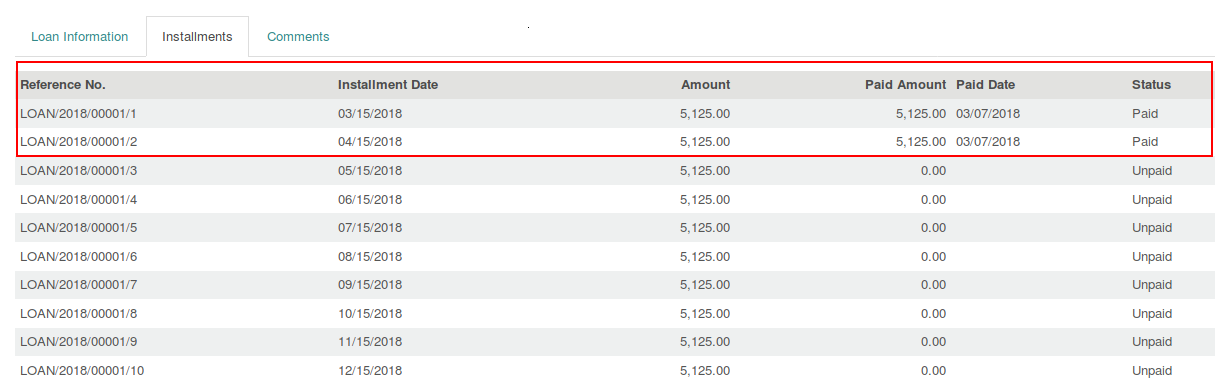 Loan Information Installments Comments
Reference No. Installment Date Amount Paid Amount Paid Date Status
LOAN/2018/00001/1 03/15/2018 5,125.00 5,125.00 03/07/2018 Paid
LOAN/2018/00001/2 04/15/2018 5,125.00 5,125.00 03/07/2018 Paid
LOAN/2018/00001/3 05/15/2018 5,125.00 0.00 Unpaid
LOAN/2018/00001/4 06/15/2018 5,125.00 0.00 Unpaid
LOAN/2018/00001/5 07/15/2018 5,125.00 0.00 Unpaid
LOAN/2018/00001/6 08/15/2018 5,125.00 0.00 Unpaid
LOAN/2018/00001/7 09/15/2018 5,125.00 0.00 Unpaid
LOAN/2018/00001/8 10/15/2018 5,125.00 0.00 Unpaid
LOAN/2018/00001/9 11/15/2018 5,125.00 0.00 Unpaid
LOAN/2018/00001/10 12/15/2018 5,125.00 0.00 Unpaid